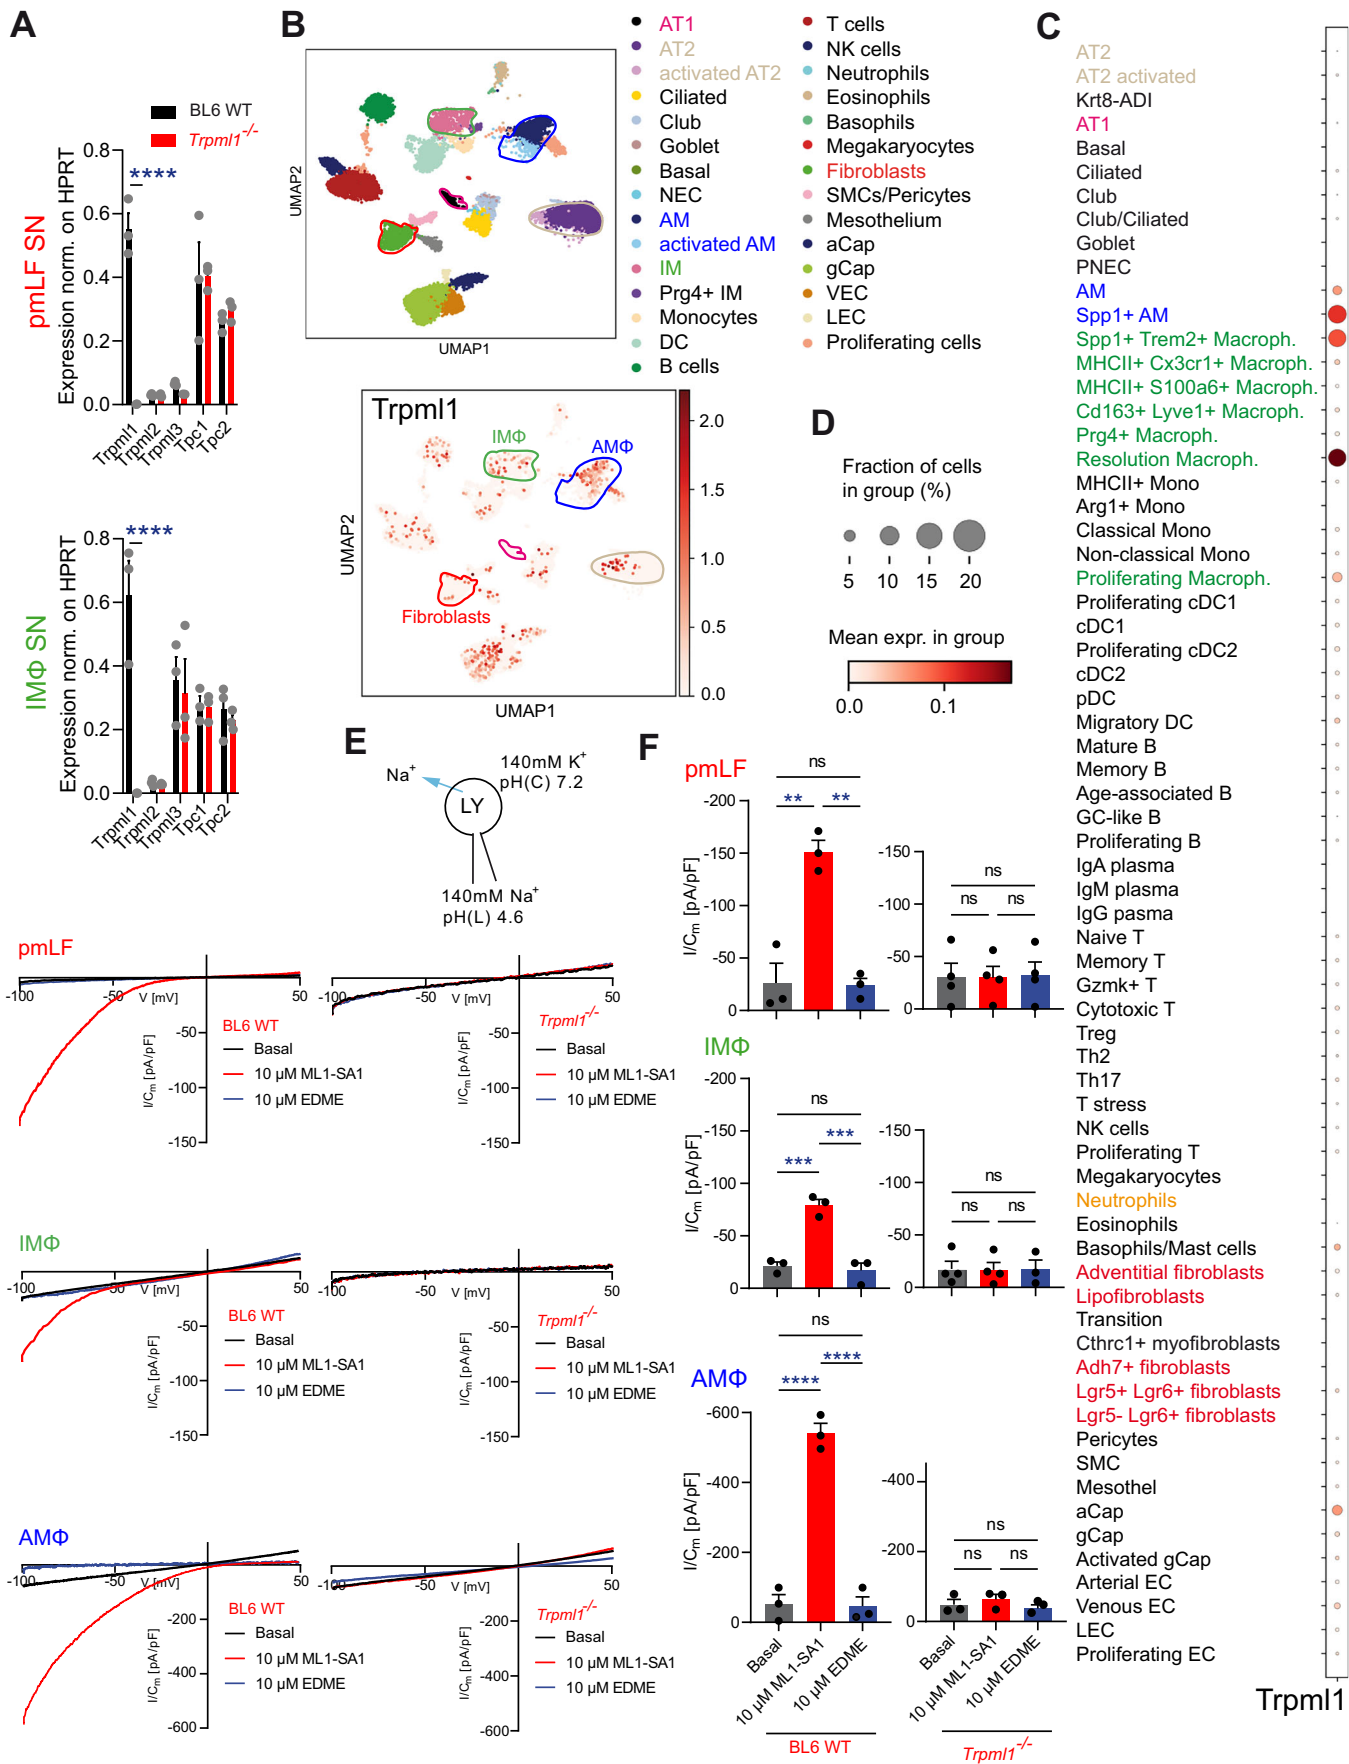 A
BL6 WT
Trpml1-/-
pmLF SN
Expression norm. on HPRT
0.8
0.6
0.4
0.2
0.0
****
Trpml1
Trpml2
Trpml3
Tpc1
Tpc2
IMΦ SN
Expression norm. on HPRT
0.8
0.6
0.4
0.2
0.0
****
Trpml1
Trpml2
Trpml3
Tpc1
Tpc2
B
UMAP2
UMAP1
AT1
AT2
activated AT2
Ciliated
Club
Goblet
Basal
NEC
AM
activated AM
IM
Prg4+ IM
Monocytes
DC
B cells
T cells
NK cells
Neutrophils
Eosinophils
Basophils
Megakaryocytes
Fibroblasts
SMCs/Pericytes
Mesothelium
aCap
gCap
VEC
LEC
Proliferating cells
Trpml1
IMΦ
AMΦ
Fibroblasts
UMAP2
UMAP1
2.0
1.5
1.0
0.5
0.0
C
AT2
AT2 activated
Krt8-ADI
AT1
Basal
Ciliated
Club
Club/Ciliated
Goblet
PNEC
AM
Spp1+ AM
Spp1+ Trem2+ Macroph.
MHCII+ Cx3cr1+ Macroph.
MHCII+ S100a6+ Macroph.
Cd163+ Lyve1+ Macroph.
Prg4+ Macroph.
Resolution Macroph.
MHCII+ Mono
Arg1+ Mono
Classical Mono
Non-classical Mono
Proliferating Macroph.
Proliferating cDC1
cDC1
Proliferating cDC2
cDC2
pDC
Migratory DC
Mature B
Memory B
Age-associated B
GC-like B
Proliferating B
IgA plasma
IgM plasma
IgG pasma
Naive T
Memory T
Gzmk+ T
Cytotoxic T
Treg
Th2
Th17
T stress
NK cells
Proliferating T
Megakaryocytes
Neutrophils
Eosinophils
Basophils/Mast cells
Adventitial fibroblasts
Lipofibroblasts
Transition
Cthrc1+ myofibroblasts
Adh7+ fibroblasts
Lgr5+ Lgr6+ fibroblasts
Lgr5- Lgr6+ fibroblasts
Pericytes
SMC
Mesothel
aCap
gCap
Activated gCap
Arterial EC
Venous EC
LEC
Proliferating EC
Trpml1
D
Fraction of cells
in group (%)
5 10 15 20
Mean expr. in group
0.0 0.1
E
Na+
140mM K+
pH(C) 7.2
LY
140mM Na+
pH(L) 4.6
pmLF
-100 -50 V [mV] 50
-50
-100
-150
I/Cm [pA/pF]
BL6 WT
Basal
10 µM ML1-SA1
10 µM EDME
-100 -50 V [mV] 50
-50
-100
-150
I/Cm [pA/pF]
Trpml1-/-
Basal
10 µM ML1-SA1
10 µM EDME
IMΦ
-100 -50 V [mV] 50
-50
-100
-150
I/Cm [pA/pF]
BL6 WT
Basal
10 µM ML1-SA1
10 µM EDME
-100 -50 V [mV] 50
-50
-100
-150
I/Cm [pA/pF]
Trpml1-/-
Basal
10 µM ML1-SA1
10 µM EDME
AMΦ
-100 -50 V [mV] 50
-200
-400
-600
I/Cm [pA/pF]
BL6 WT
Basal
10 µM ML1-SA1
10 µM EDME
-100 -50 V [mV] 50
-200
-400
-600
I/Cm [pA/pF]
Trpml1-/-
Basal
10 µM ML1-SA1
10 µM EDME
F
pmLF
I/Cm [pA/pF]
-200
-150
-100
-50
0
ns
** **
-150
-100
-50
0
ns
ns ns
IMΦ
I/Cm [pA/pF]
-200
-150
-100
-50
0
ns
***
***
-150
-100
-50
0
ns
ns ns
AMΦ
I/Cm [pA/pF]
-600
-400
-200
0
ns
****
****
-400
-200
0
ns
ns ns
Basal
10 µM ML1-SA1
10 µM EDME
BL6 WT
Basal
10 µM ML1-SA1
10 µM EDME
Trpml1-/-